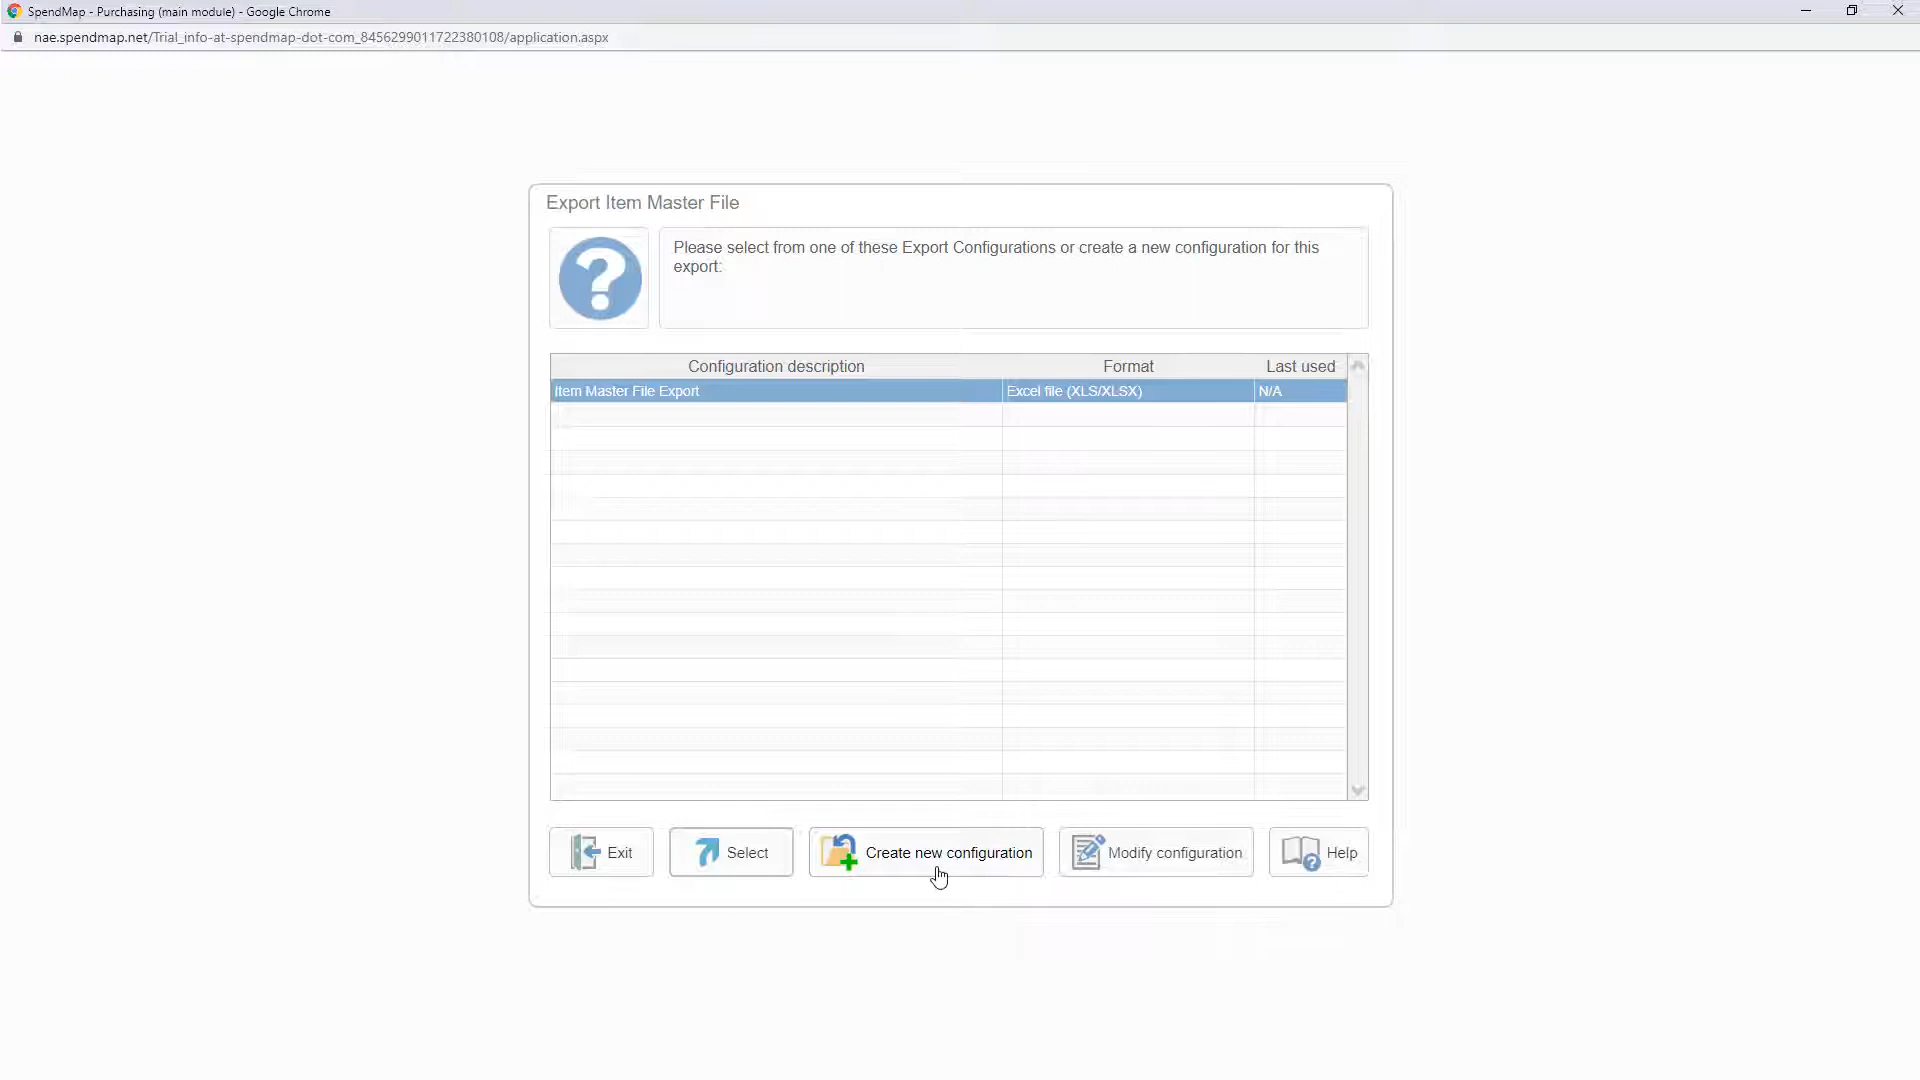 SpendMap - Purchasing (main module) - Google Chrome
nae.spendmap.net/Trial_info-at-spendmap-dot-com_8456299011722380108/application.aspx
Export Item Master File
Please select from one of these Export Configurations or create a new configuration for this
export:
Configuration description Format Last used
Item Master File Export Excel file (XLS/XLSX) N/A
Exit Select Create new configuration Modify configuration Help